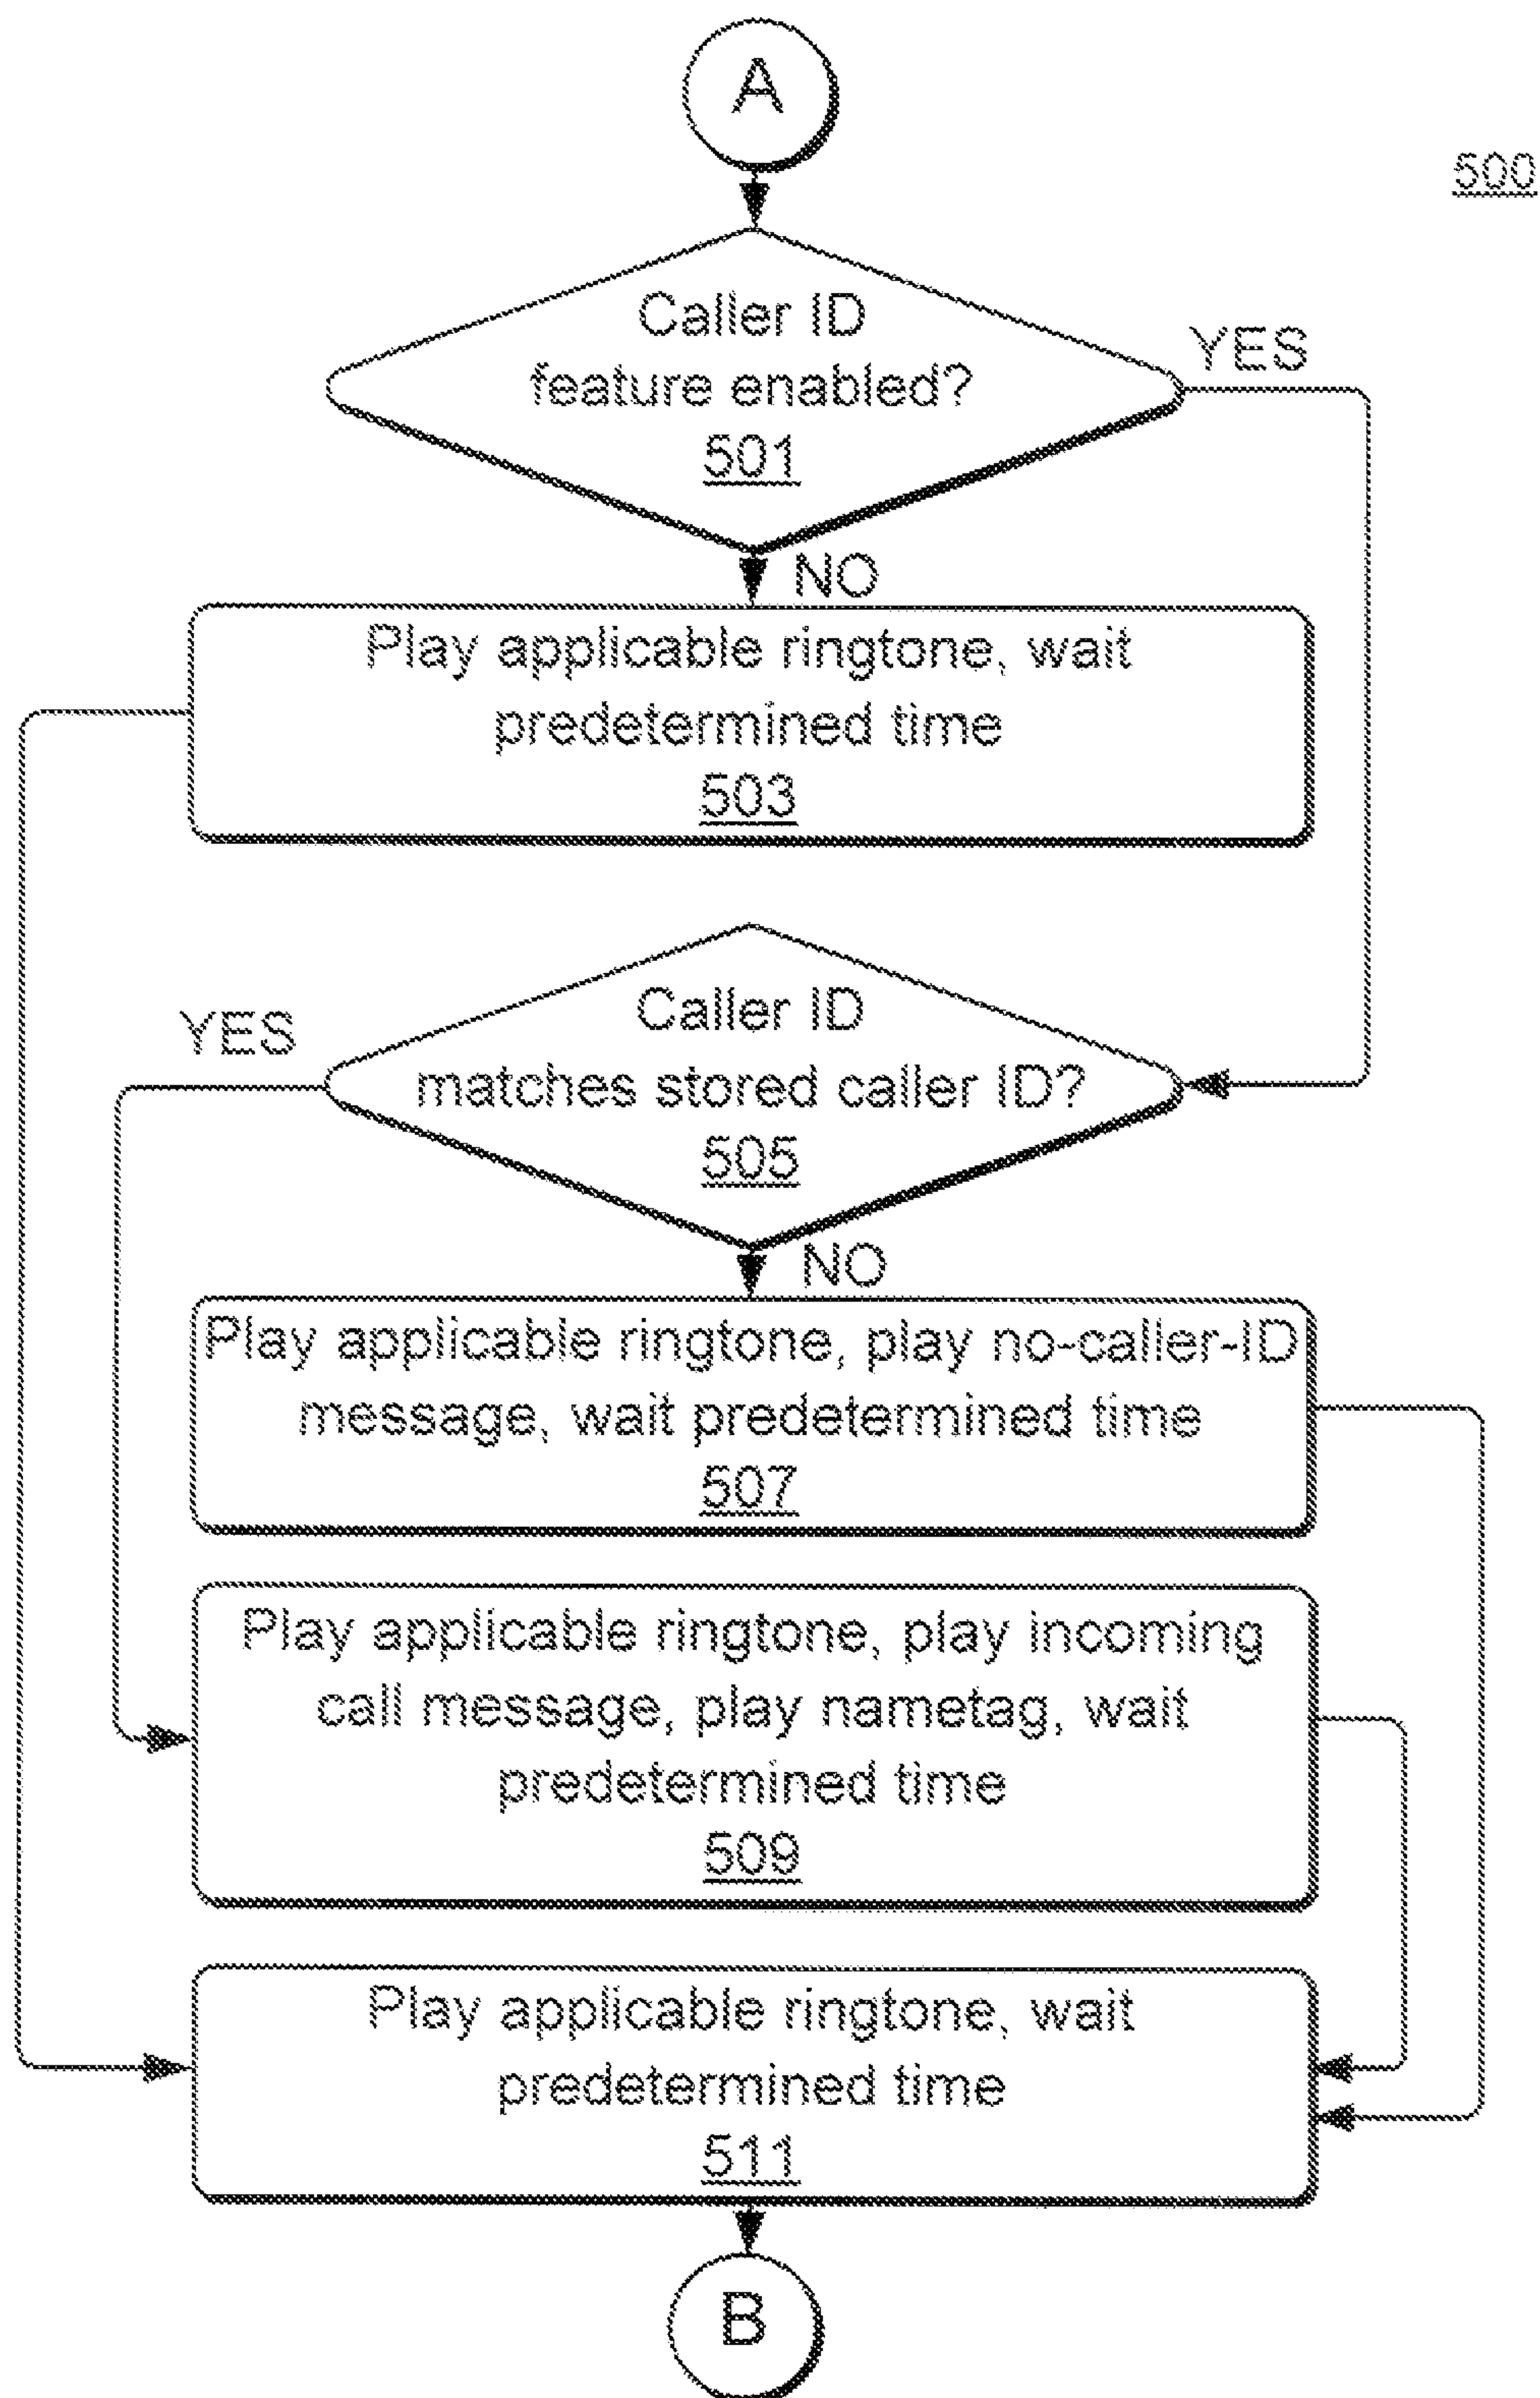 A
500
Caller ID
feature enabled?
501
YES
NO
Play applicable ringtone, wait
predetermined time
503
Caller ID
matches stored caller ID?
505
YES
NO
Play applicable ringtone, play no-caller-ID
message, wait predetermined time
507
Play applicable ringtone, play incoming
call message, play nametag, wait
predetermined time
509
Play applicable ringtone, wait
predetermined time
511
B